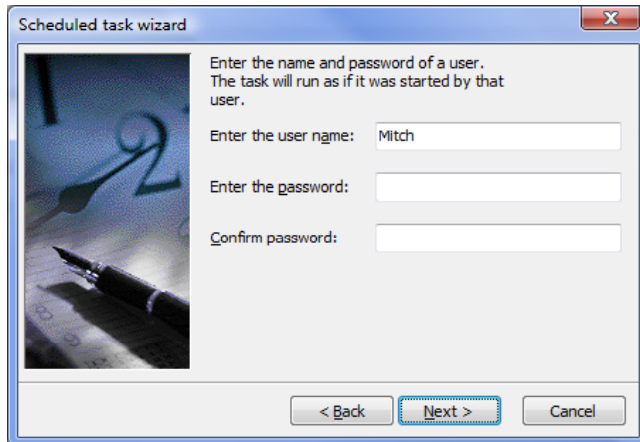 Scheduled task wizard
Enter the name and password of a user.
The task will run as if it was started by that
user.
Enter the user name: Mitch
Enter the password:
Confirm password:
< Back Next > Cancel